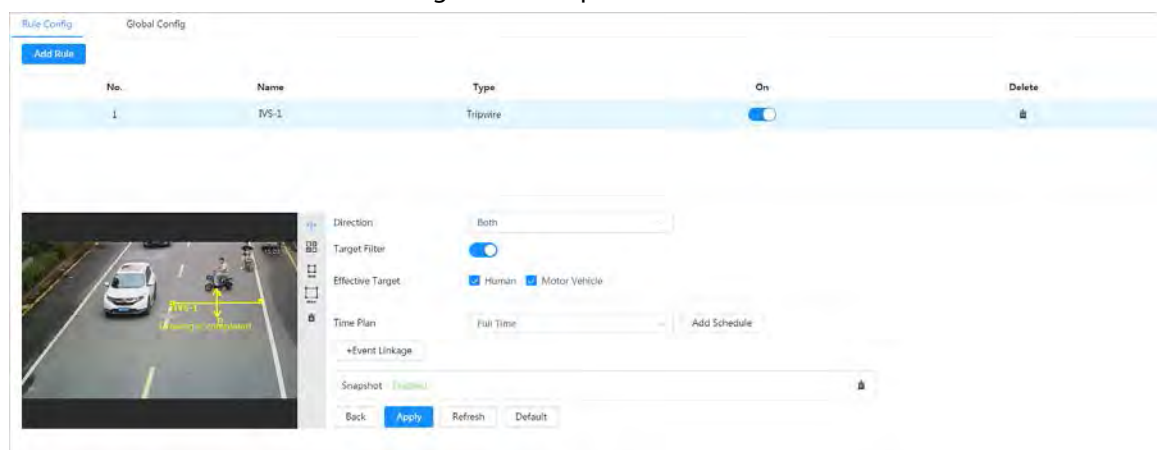 Rule Config Global Config
Add Rule
No. Name Type On Delete
1 IVS-1 Tripwire
Direction Both
Target Filter
Effective Target Human Motor Vehicle
IVS-1
Time Plan Full Time Add Schedule
+Event Linkage
Snapshot Enabled
Back Apply Refresh Default